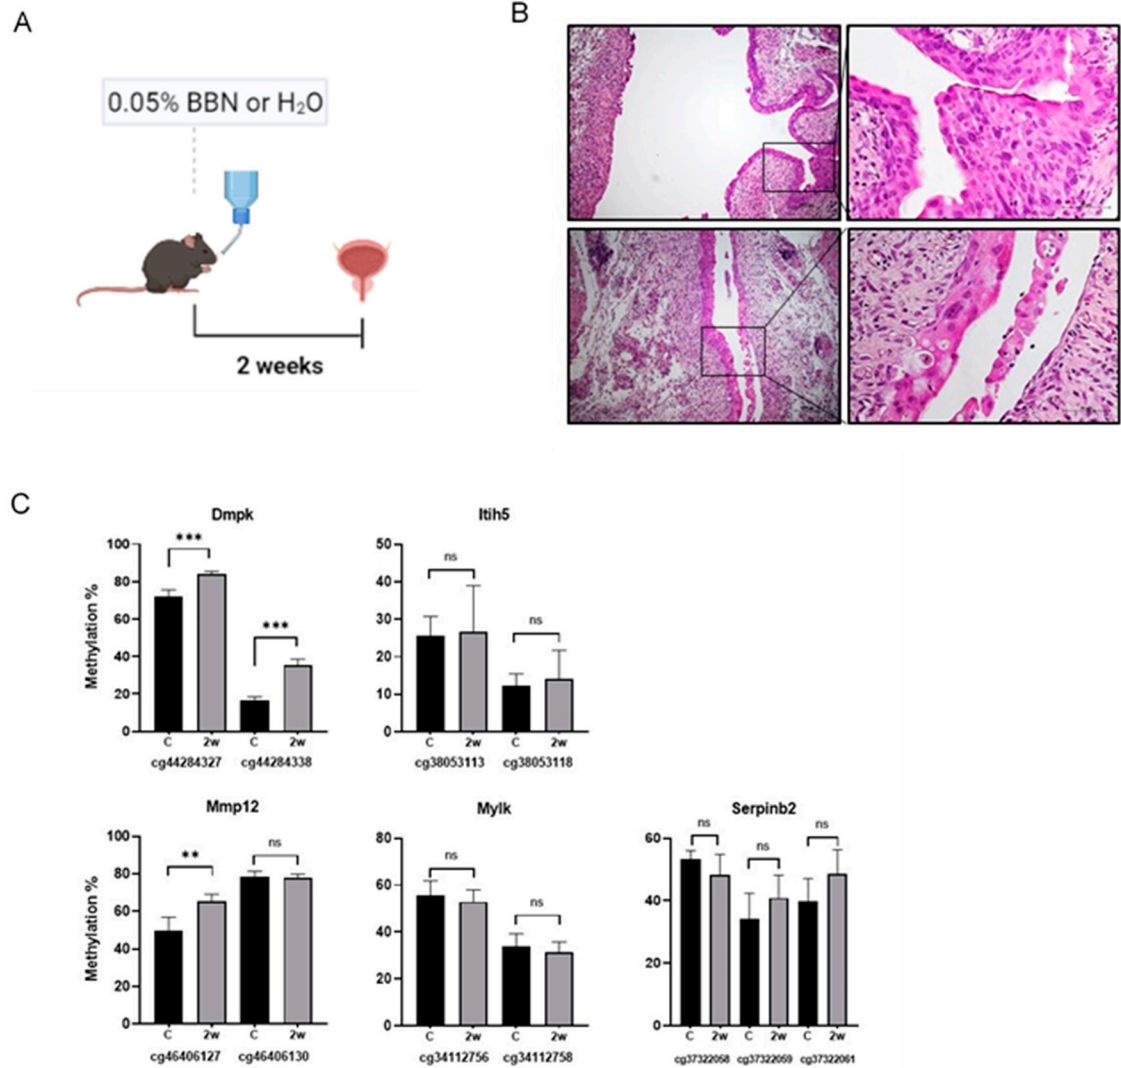 A
0.05% BBN or H₂O
2 weeks
B
C
Dmpk
Methylation %
100
80
60
40
20
0
***
***
C 2w C 2w
cg44284327 cg44284338
Itih5
50
40
30
20
10
0
ns
ns
C 2w C 2w
cg38053113 cg38053118
Mmp12
Methylation %
100
80
60
40
20
0
**
ns
C 2w C 2w
cg46406127 cg46406130
Mylk
80
60
40
20
0
ns
ns
C 2w C 2w
cg34112756 cg34112758
Serpinb2
60
40
20
0
ns
ns
ns
C 2w C 2w C 2w
cg37322058 cg37322059 cg37322061